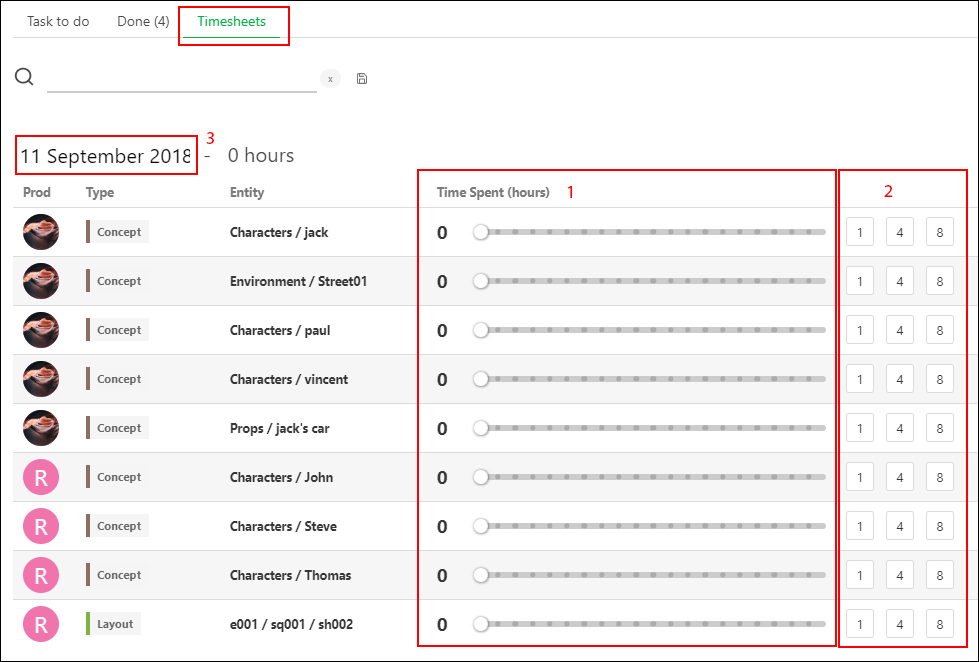 Task to do Done (4) Timesheets
x
3
11 September 2018 - 0 hours
Prod Type Entity Time Spent (hours) 1 2
Concept Characters / jack 0 1 4 8
Concept Environment / Street01 0 1 4 8
Concept Characters / paul 0 1 4 8
Concept Characters / vincent 0 1 4 8
Concept Props / jack's car 0 1 4 8
R Concept Characters / John 0 1 4 8
R Concept Characters / Steve 0 1 4 8
R Concept Characters / Thomas 0 1 4 8
R Layout e001 / sq001 / sh002 0 1 4 8